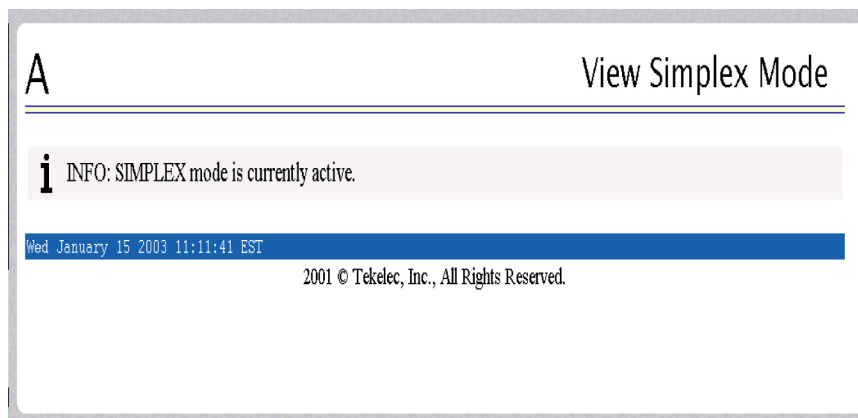 A
View Simplex Mode
i INFO: SIMPLEX mode is currently active.
Wed January 15 2003 11:11:41 EST
2001 © Tekelec, Inc., All Rights Reserved.